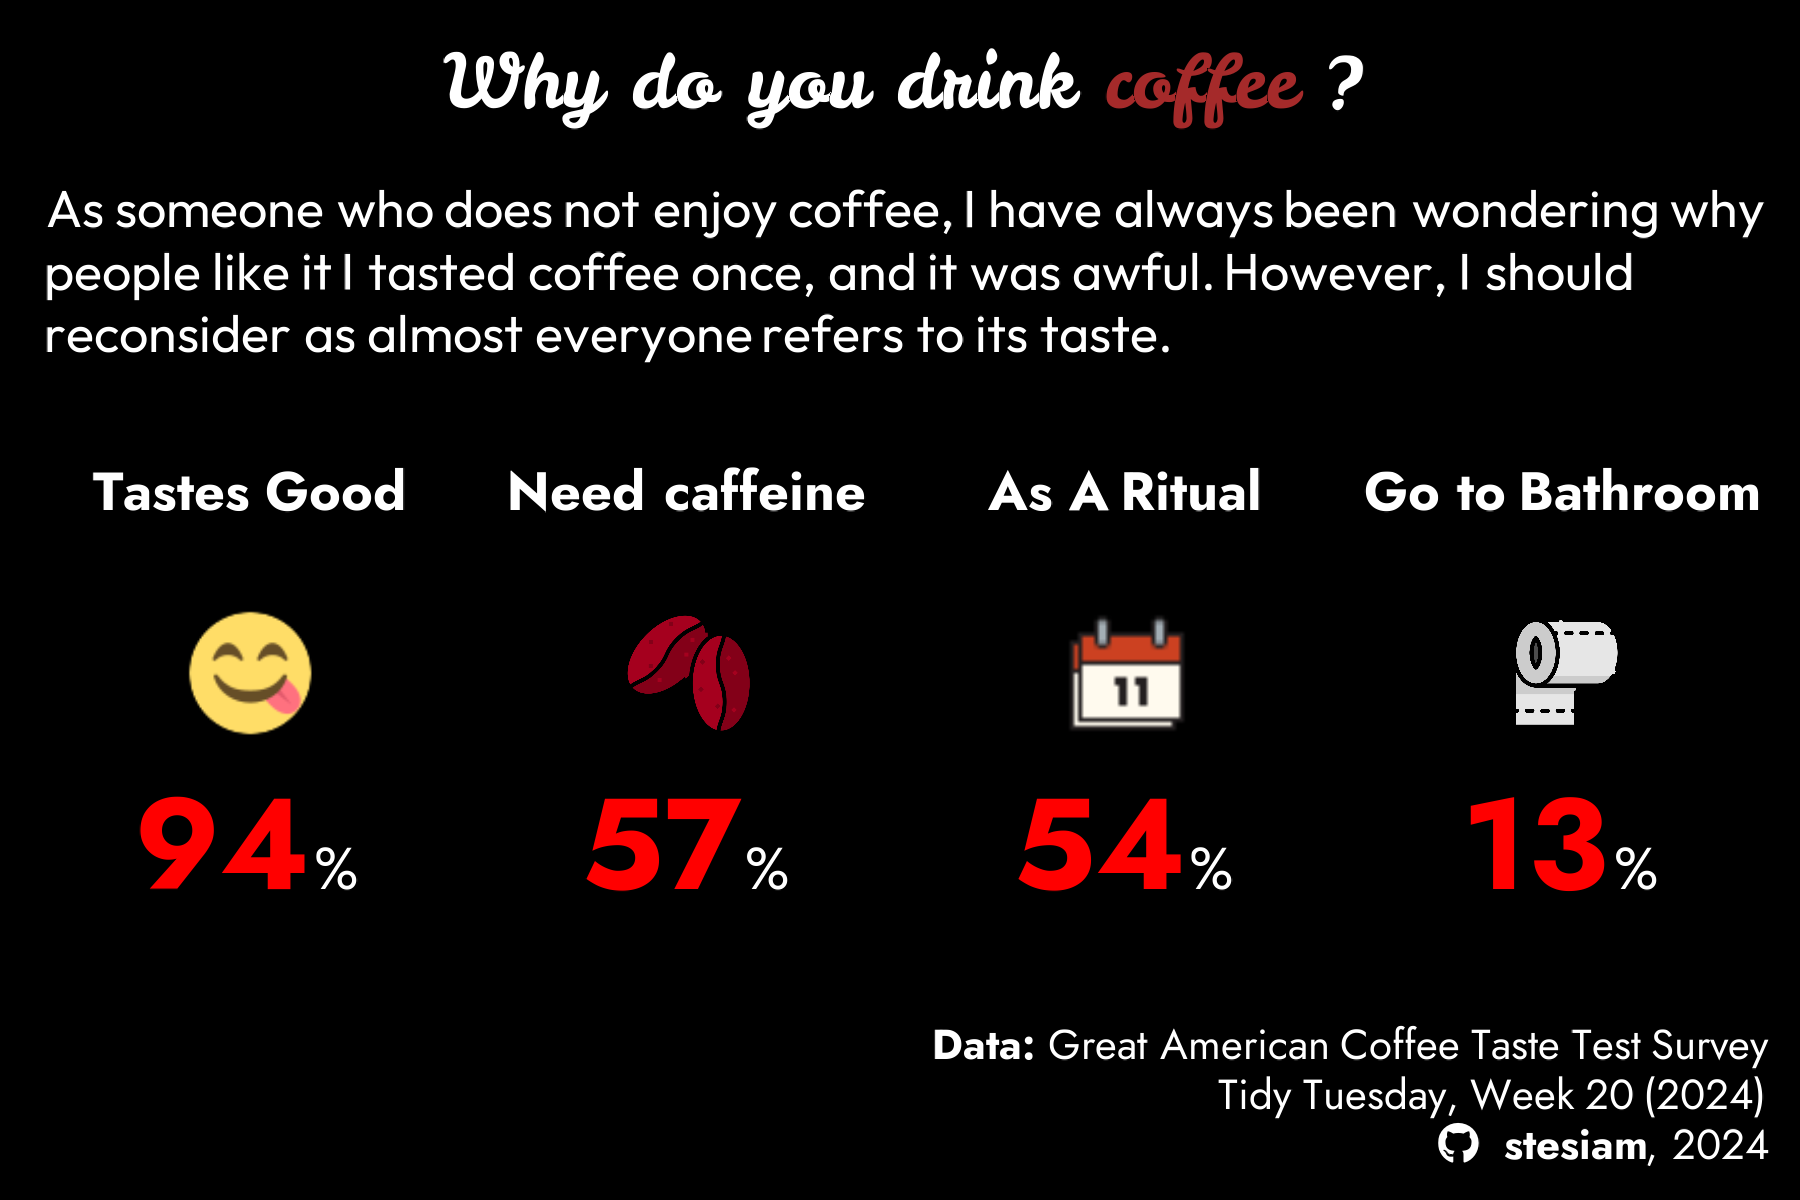 Why do you drink coffee ?
As someone who does not enjoy coffee, I have always been wondering why
people like it I tasted coffee once, and it was awful. However, I should
reconsider as almost everyone refers to its taste.
Tastes Good Need caffeine As A Ritual Go to Bathroom
11
94% 57% 54% 13%
Data: Great American Coffee Taste Test Survey
Tidy Tuesday, Week 20 (2024)
stesiam, 2024